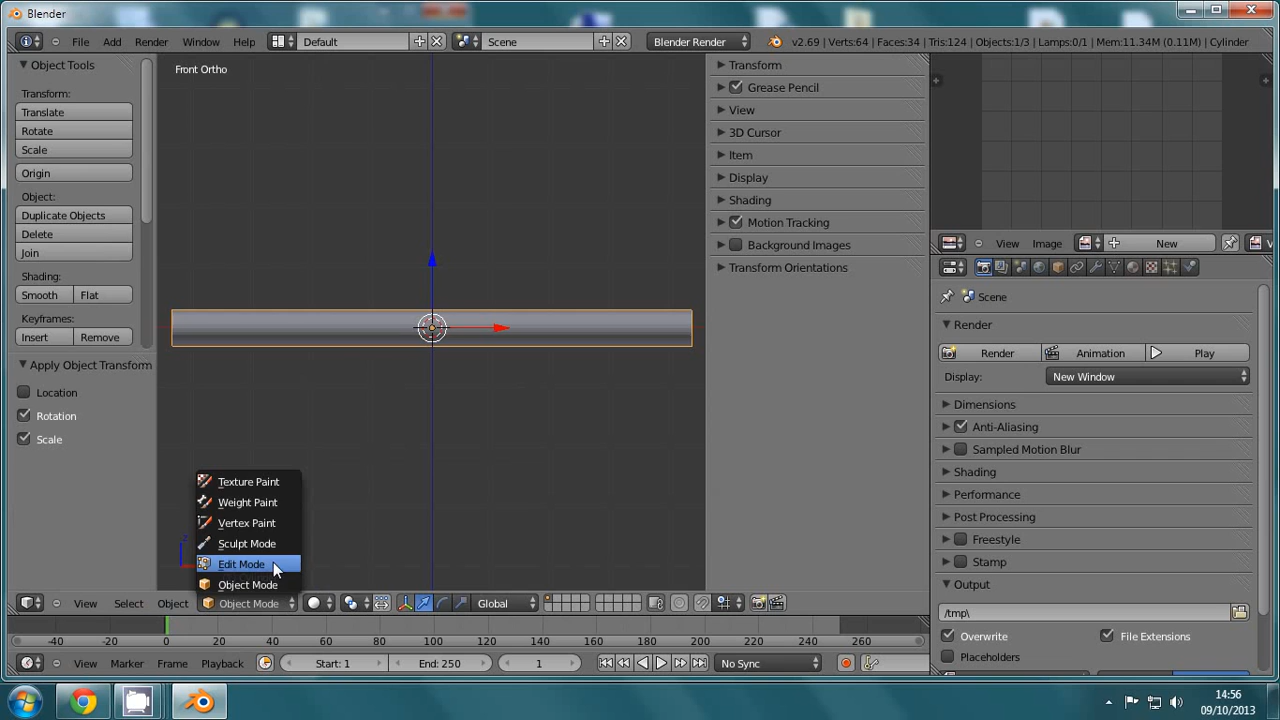 Blender
File Add Render Window Help Default Scene Blender Render v2.69 | Verts:64 | Faces:34 | Tris:124 | Objects:1/3 | Lamps:0/1 | Mem:11.34M (0.11M) | Cylinder
Object Tools
Transform:
Translate
Rotate
Scale
Origin
Object:
Duplicate Objects
Delete
Join
Shading:
Smooth Flat
Keyframes:
Insert Remove
Apply Object Transform
Location
Rotation
Scale
Front Ortho
Texture Paint
Weight Paint
Vertex Paint
Sculpt Mode
Edit Mode
Object Mode
z
View Select Object Object Mode Global
Transform
Grease Pencil
View
3D Cursor
Item
Display
Shading
Motion Tracking
Background Images
Transform Orientations
View Image New
Scene
Render
Render Animation Play
Display: New Window
Dimensions
Anti-Aliasing
Sampled Motion Blur
Shading
Performance
Post Processing
Freestyle
Stamp
Output
/tmp\
Overwrite File Extensions
Placeholders
-40 -20 0 20 40 60 80 100 120 140 160 180 200 220 240 260
View Marker Frame Playback Start: 1 End: 250 1 No Sync
14:56
09/10/2013